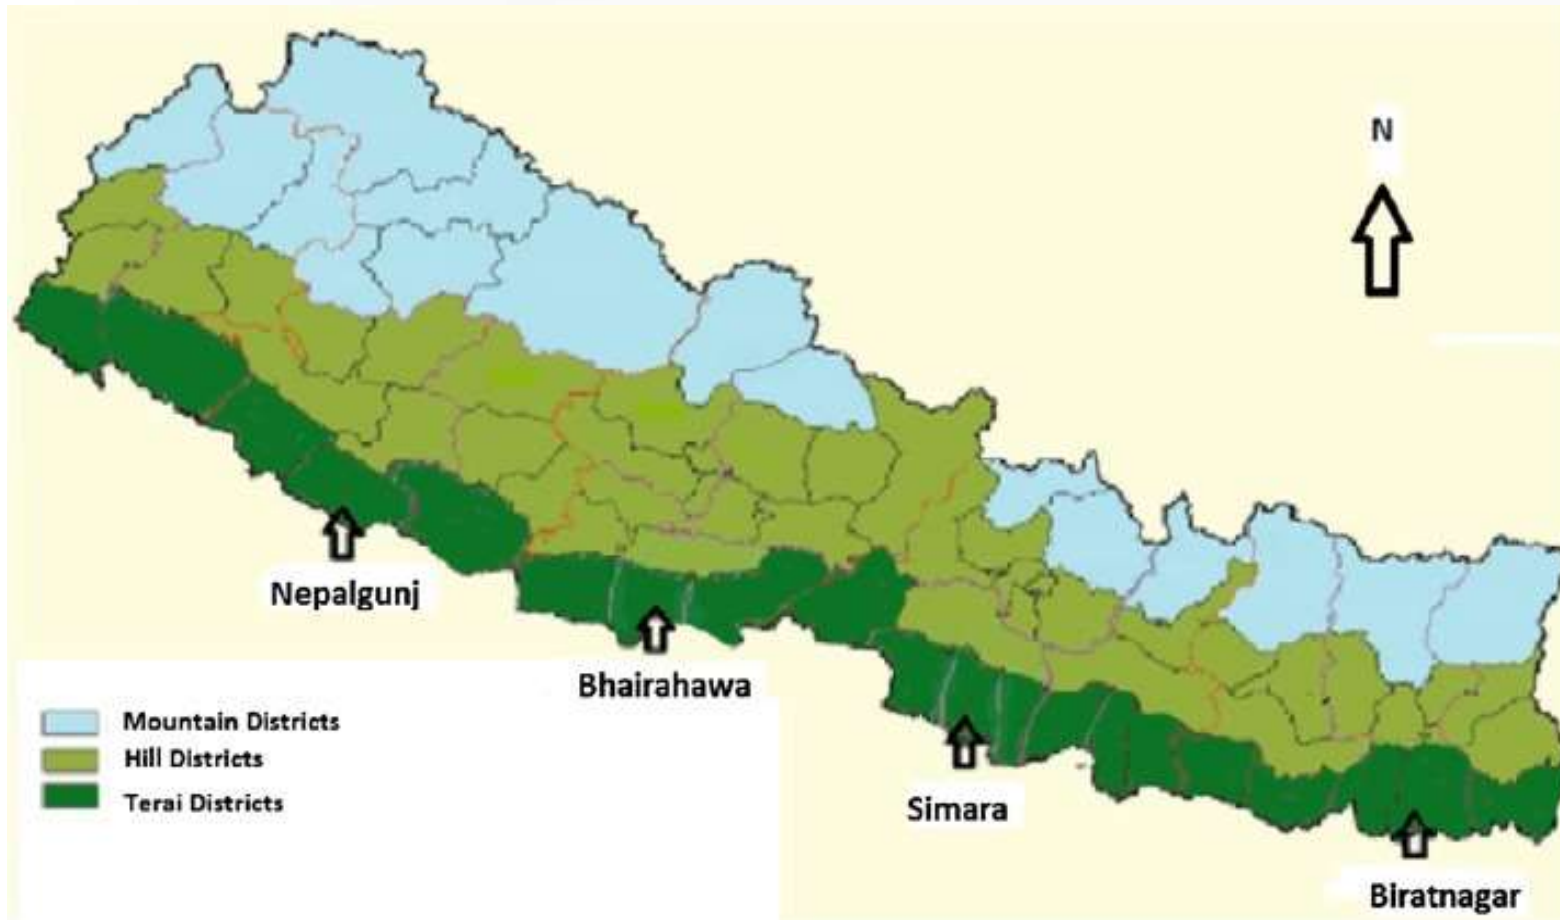 N
Nepalgunj
Bhairahawa
Mountain Districts
Hill Districts
Terai Districts
Simara
Biratnagar